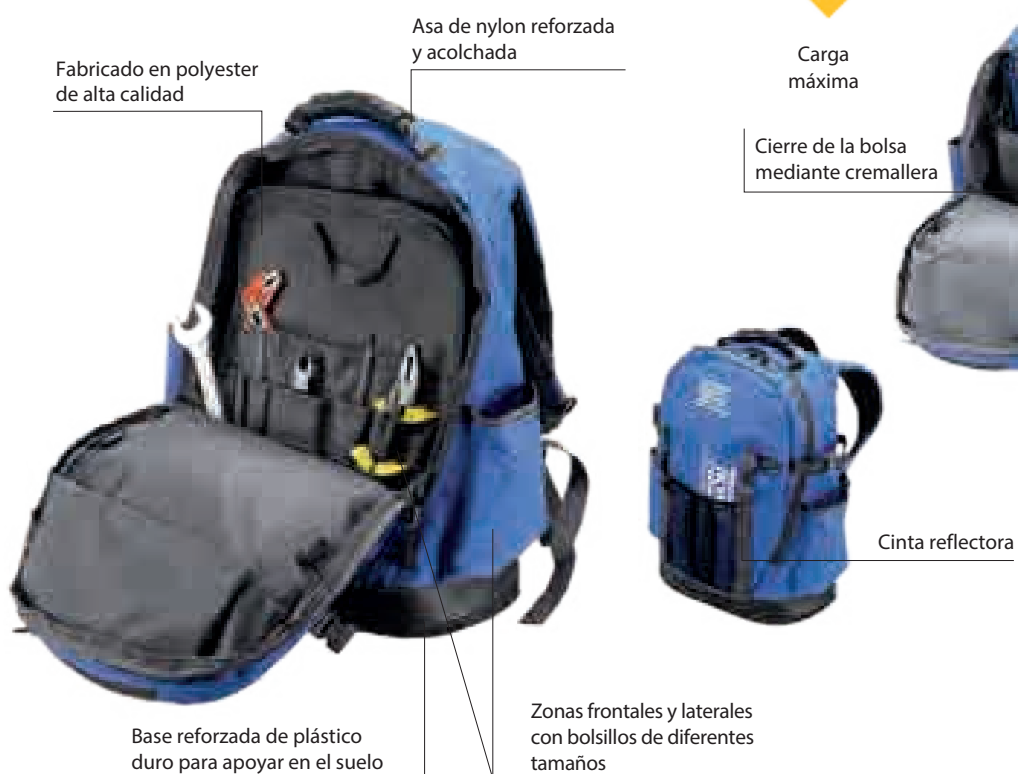 Asa de nylon reforzada
y acolchada
Fabricado en polyester
de alta calidad
Carga
máxima
Cierre de la bolsa
mediante cremallera
Cinta reflectora
Base reforzada de plástico
duro para apoyar en el suelo
Zonas frontales y laterales
con bolsillos de diferentes
tamaños